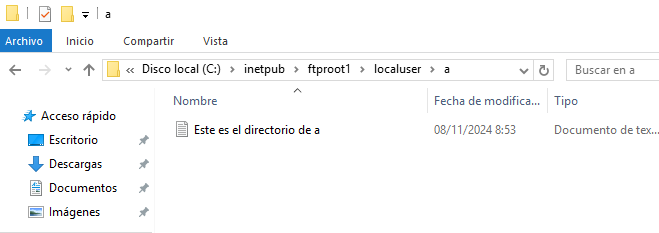 a
Archivo Inicio Compartir Vista
« Disco local (C:) › inetpub › ftproot1 › localuser › a Buscar en a
Nombre Fecha de modifica... Tipo
Acceso rápido
Este es el directorio de a 08/11/2024 8:53 Documento de tex...
Escritorio
Descargas
Documentos
Imágenes